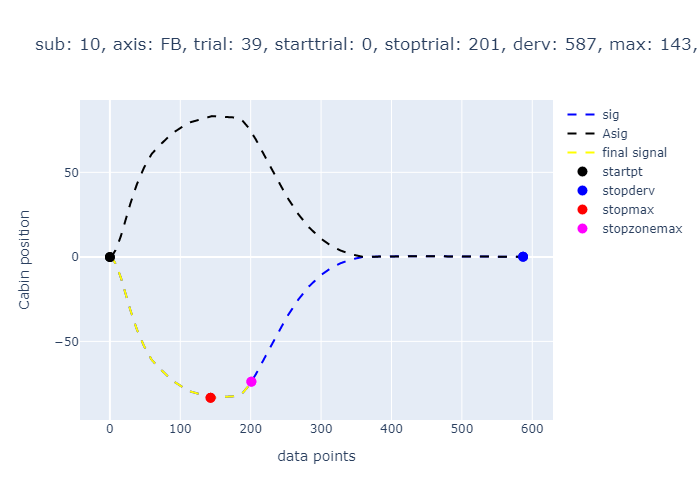 sub: 10, axis: FB, trial: 39, starttrial: 0, stoptrial: 201, derv: 587, max: 143,
sig
Asig
final signal
startpt
stopderv
stopmax
stopzonemax
50
0
−50
Cabin position
0 100 200 300 400 500 600
data points